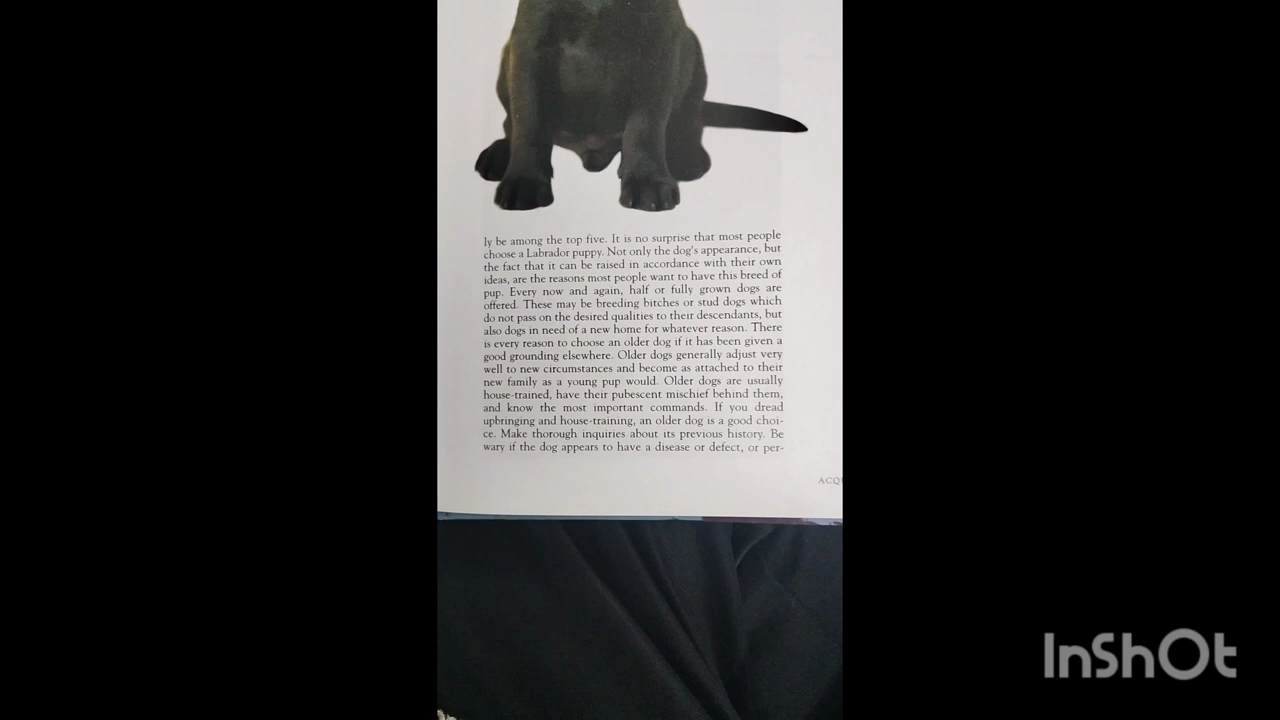 ly be among the top five. It is no surprise that most people
choose a Labrador puppy. Not only the dog's appearance, but
the fact that it can be raised in accordance with their own
ideas, are the reasons most people want to have this breed of
pup. Every now and again, half or fully grown dogs are
offered. These may be breeding bitches or stud dogs which
do not pass on the desired qualities to their descendants, but
also dogs in need of a new home for whatever reason. There
is every reason to choose an older dog if it has been given a
good grounding elsewhere. Older dogs generally adjust very
well to new circumstances and become as attached to their
new family as a young pup would. Older dogs are usually
house-trained, have their pubescent mischief behind them,
and know the most important commands. If you dread
upbringing and house-training, an older dog is a good choi-
ce. Make thorough inquiries about its previous history. Be
wary if the dog appears to have a disease or defect, or per-
ACQ
InShOt